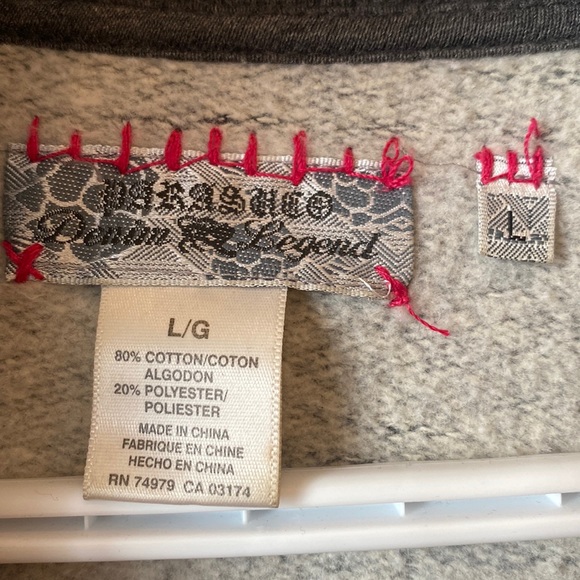 PARASUCO
Denim Legend
L
L/G
80% COTTON/COTON
ALGODON
20% POLYESTER/
POLIESTER
MADE IN CHINA
FABRIQUE EN CHINE
HECHO EN CHINA
RN 74979 CA 03174